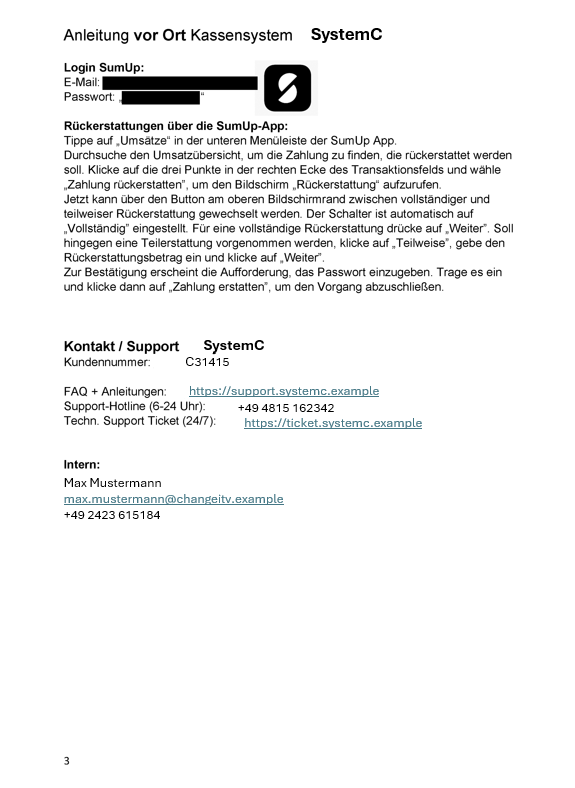 Anleitung vor Ort Kassensystem SystemC
Login SumUp:
E-Mail:
Passwort: „“
Rückerstattungen über die SumUp-App:
Tippe auf „Umsätze” in der unteren Menüleiste der SumUp App.
Durchsuche den Umsatzübersicht, um die Zahlung zu finden, die rückerstattet werden
soll. Klicke auf die drei Punkte in der rechten Ecke des Transaktionsfelds und wähle
„Zahlung rückerstatten”, um den Bildschirm „Rückerstattung” aufzurufen.
Jetzt kann über den Button am oberen Bildschirmrand zwischen vollständiger und
teilweiser Rückerstattung gewechselt werden. Der Schalter ist automatisch auf
„Vollständig” eingestellt. Für eine vollständige Rückerstattung drücke auf „Weiter”. Soll
hingegen eine Teilerstattung vorgenommen werden, klicke auf „Teilweise”, gebe den
Rückerstattungsbetrag ein und klicke auf „Weiter”.
Zur Bestätigung erscheint die Aufforderung, das Passwort einzugeben. Trage es ein
und klicke dann auf „Zahlung erstatten”, um den Vorgang abzuschließen.
Kontakt / Support SystemC
Kundennummer: C31415
FAQ + Anleitungen: https://support.systemc.example
Support-Hotline (6-24 Uhr): +49 4815 162342
Techn. Support Ticket (24/7): https://ticket.systemc.example
Intern:
Max Mustermann
max.mustermann@changeitv.example
+49 2423 615184
3